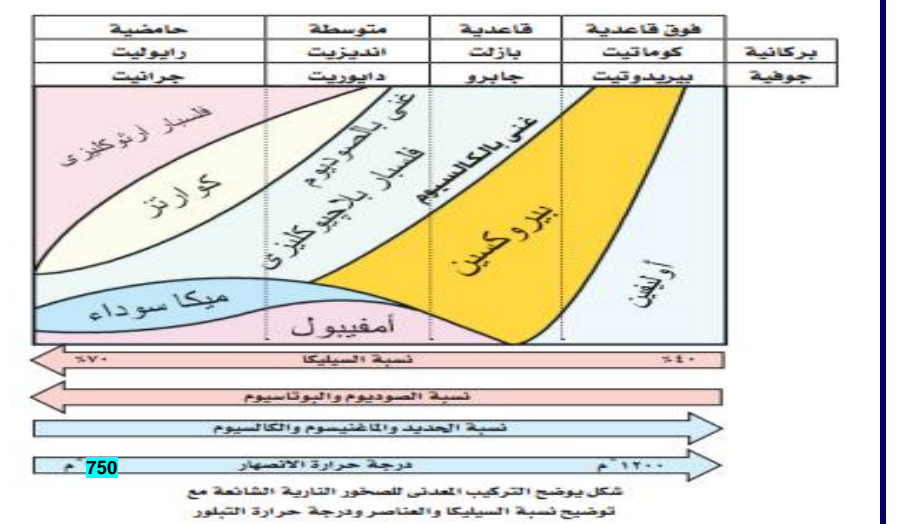 حامضية متوسطة قاعدية فوق قاعدية
رايوليت انديزيت بازلت كوماتيت بركانية
جرانيت دايوريت جابرو بيريدوتيت جوفية
فلسبار ارثوكليزى
كوارتز
غنى بالصوديوم
فلسبار بلاچيوكليزى
غنى بالكالسيوم
بيروكسين
أوليفين
ميكا سوداء
أمفيبول
٪٧٠ نسبة السيليكا ٪٤٠
نسبة الصوديوم والبوتاسيوم
نسبة الحديد والماغنيسوم والكالسيوم
750 °م درجة حرارة الانصهار ١٢٠٠ °م
شكل يوضح التركيب المعدنى للصخور النارية الشائعة مع
توضيح نسبة السيليكا والعناصر ودرجة حرارة التبلور